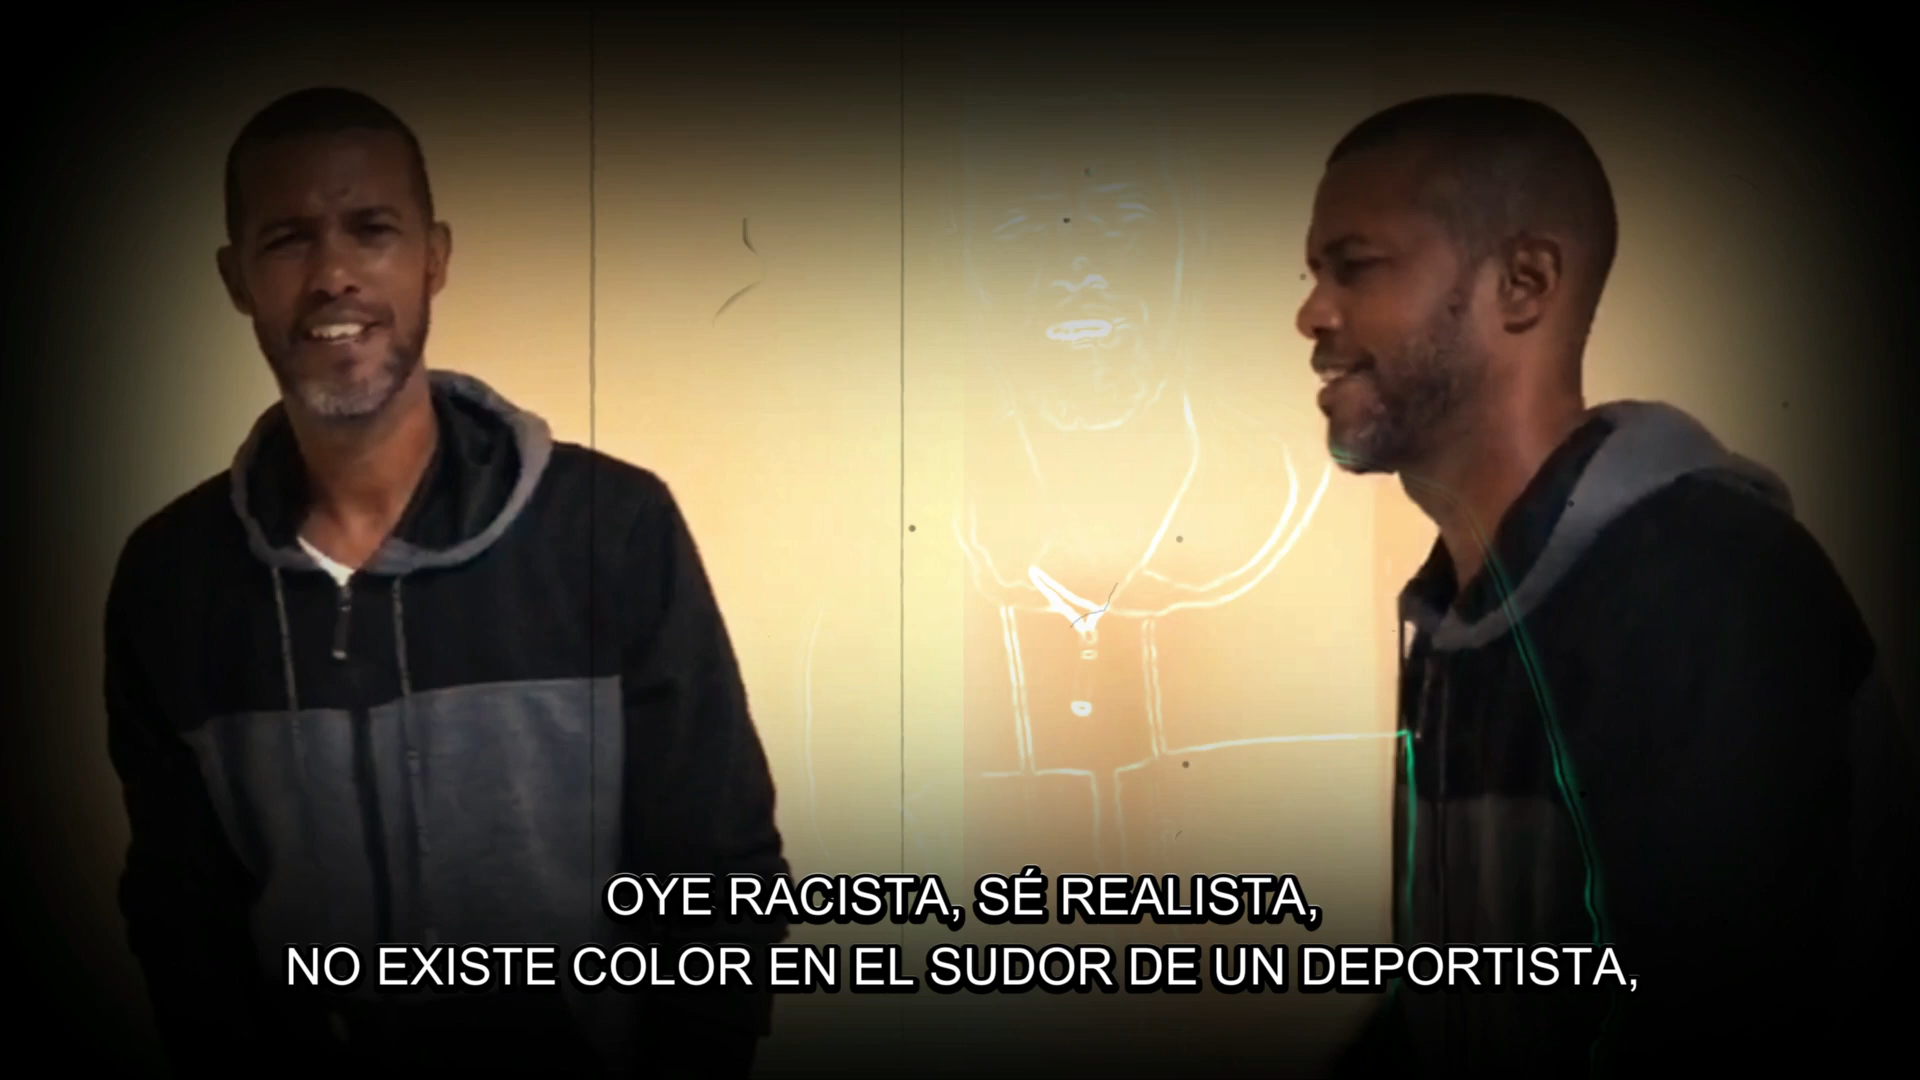 OYE RACISTA, SÉ REALISTA,
NO EXISTE COLOR EN EL SUDOR DE UN DEPORTISTA,